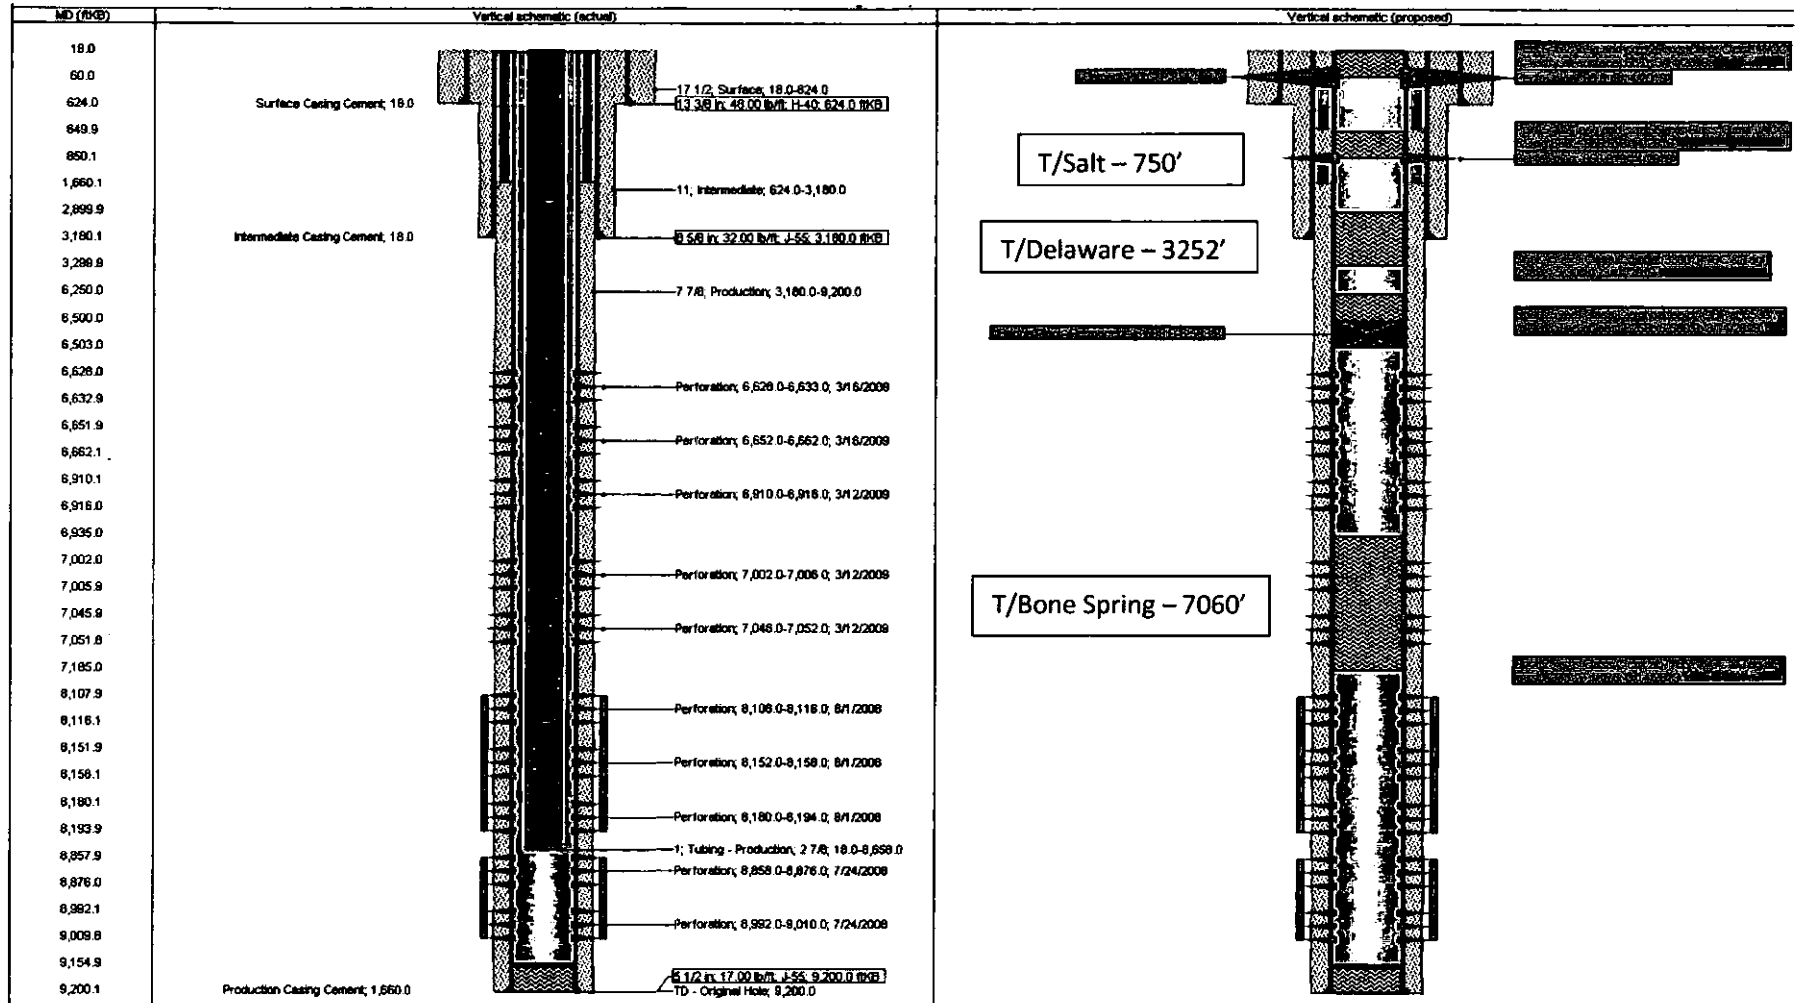 MD (ftKB)
Vertical schematic (actual)
Vertical schematic (proposed)
18.0
60.0
624.0
649.9
850.1
1,660.1
2,899.9
3,180.1
3,299.9
6,250.0
6,500.0
6,503.0
6,626.0
6,632.9
6,651.9
6,662.1
6,910.1
6,916.0
6,935.0
7,002.0
7,005.9
7,045.9
7,051.8
7,185.0
8,107.9
8,116.1
8,151.9
8,158.1
8,180.1
8,193.9
8,857.9
8,876.0
8,992.1
9,009.8
9,154.9
9,200.1
Surface Casing Cement; 18.0
Intermediate Casing Cement; 18.0
Production Casing Cement; 1,660.0
17 1/2; Surface; 18.0-624.0
13 3/8 in; 48.00 lb/ft; H-40; 624.0 ftKB
11; Intermediate; 624.0-3,180.0
8 5/8 in; 32.00 lb/ft; J-55; 3,180.0 ftKB
7 7/8; Production; 3,180.0-9,200.0
Perforation; 6,626.0-6,633.0; 3/16/2009
Perforation; 6,652.0-6,662.0; 3/16/2009
Perforation; 6,910.0-6,916.0; 3/12/2009
Perforation; 7,002.0-7,006.0; 3/12/2009
Perforation; 7,046.0-7,052.0; 3/12/2009
Perforation; 8,108.0-8,116.0; 8/1/2008
Perforation; 8,152.0-8,158.0; 8/1/2008
Perforation; 8,180.0-8,194.0; 8/1/2008
1; Tubing - Production; 2 7/8; 18.0-8,658.0
Perforation; 8,858.0-8,876.0; 7/24/2008
Perforation; 8,992.0-9,010.0; 7/24/2008
5 1/2 in; 17.00 lb/ft; J-55; 9,200.0 ftKB
TD - Original Hole; 9,200.0
T/Salt – 750’
T/Delaware – 3252’
T/Bone Spring – 7060’